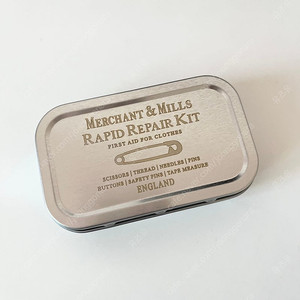 MERCHANT & MILLS
RAPID REPAIR KIT
FIRST AID FOR CLOTHES
SCISSORS | THREAD | NEEDLES | PINS
BUTTONS | SAFETY PINS | TAPE MEASURE
ENGLAND